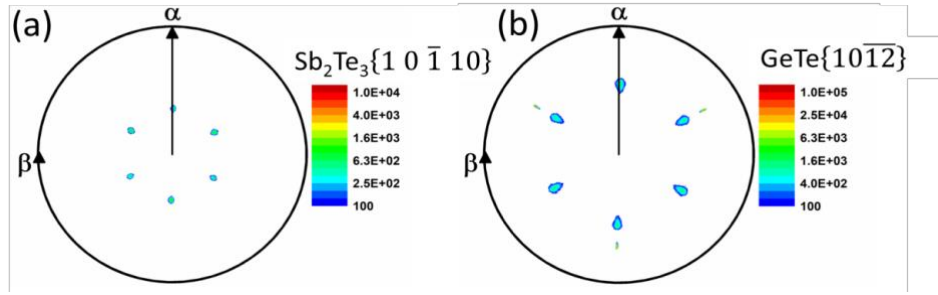 (a)
α
β
Sb₂Te₃{1 0 1̅ 10}
1.0E+04
4.0E+03
1.6E+03
6.3E+02
2.5E+02
100
(b)
α
β
GeTe{101̅2̅}
1.0E+05
2.5E+04
6.3E+03
1.6E+03
4.0E+02
100